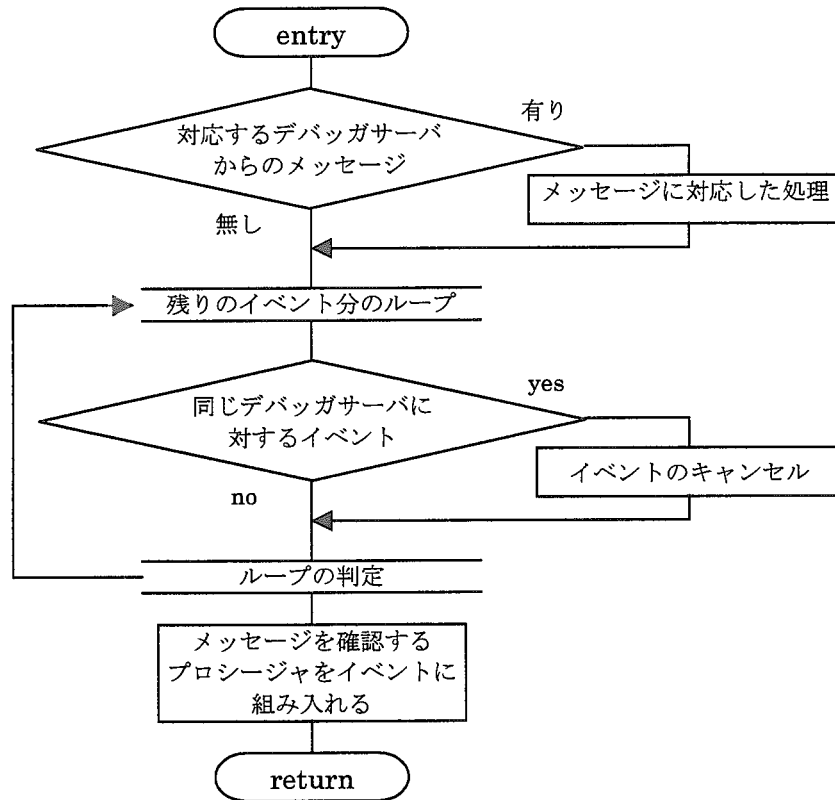 entry
対応するデバッガサーバ
からのメッセージ
有り
メッセージに対応した処理
無し
残りのイベント分のループ
同じデバッガサーバに
対するイベント
yes
イベントのキャンセル
no
ループの判定
メッセージを確認する
プロシージャをイベントに
組み入れる
return